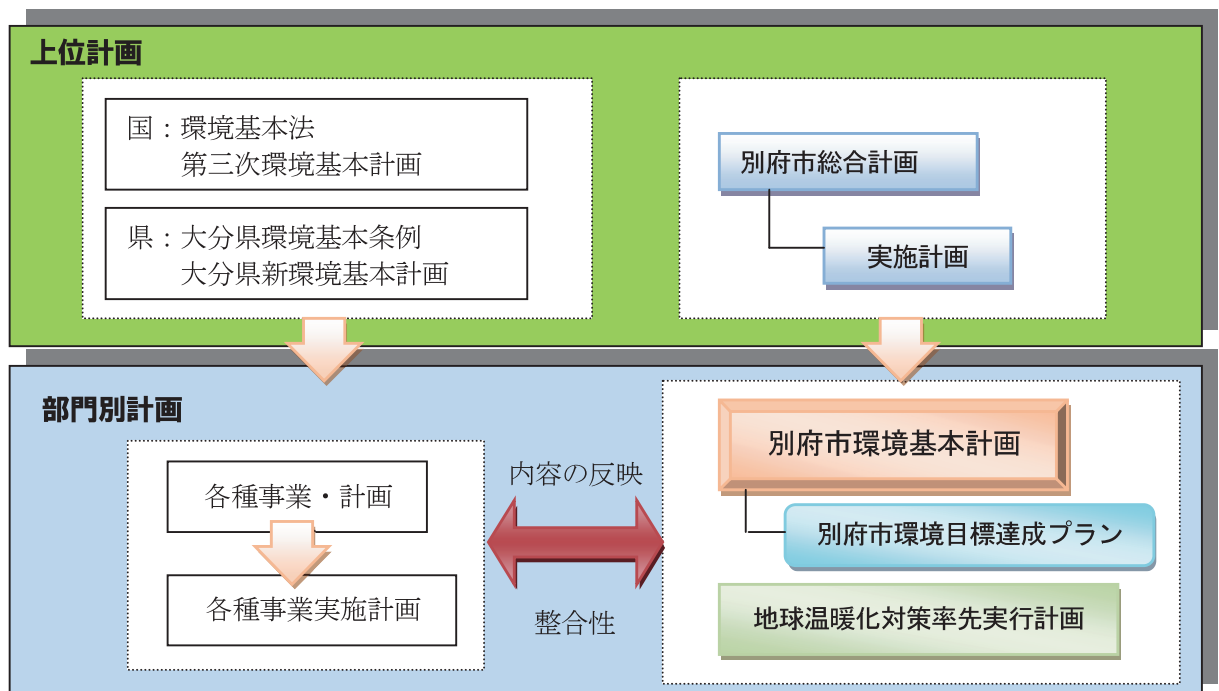 上位計画
国：環境基本法
第三次環境基本計画
県：大分県環境基本条例
大分県新環境基本計画
別府市総合計画
実施計画
部門別計画
各種事業・計画
各種事業実施計画
内容の反映
整合性
別府市環境基本計画
別府市環境目標達成プラン
地球温暖化対策率先実行計画